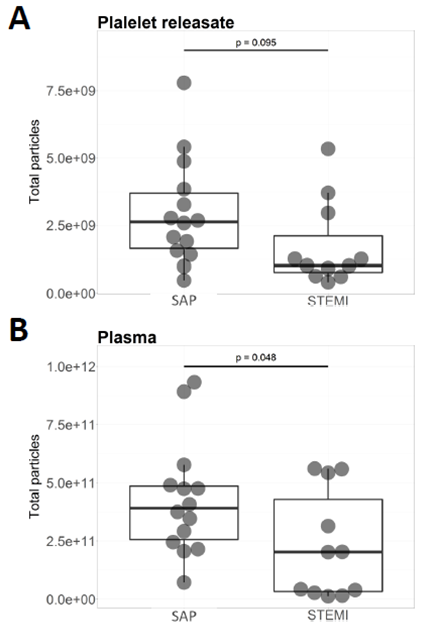 A
Plalelet releasate
p = 0.095
7.5e+09
5.0e+09
2.5e+09
0.0e+00
Total particles
SAP
STEMI
B
Plasma
p = 0.048
1.0e+12
7.5e+11
5.0e+11
2.5e+11
0.0e+00
Total particles
SAP
STEMI